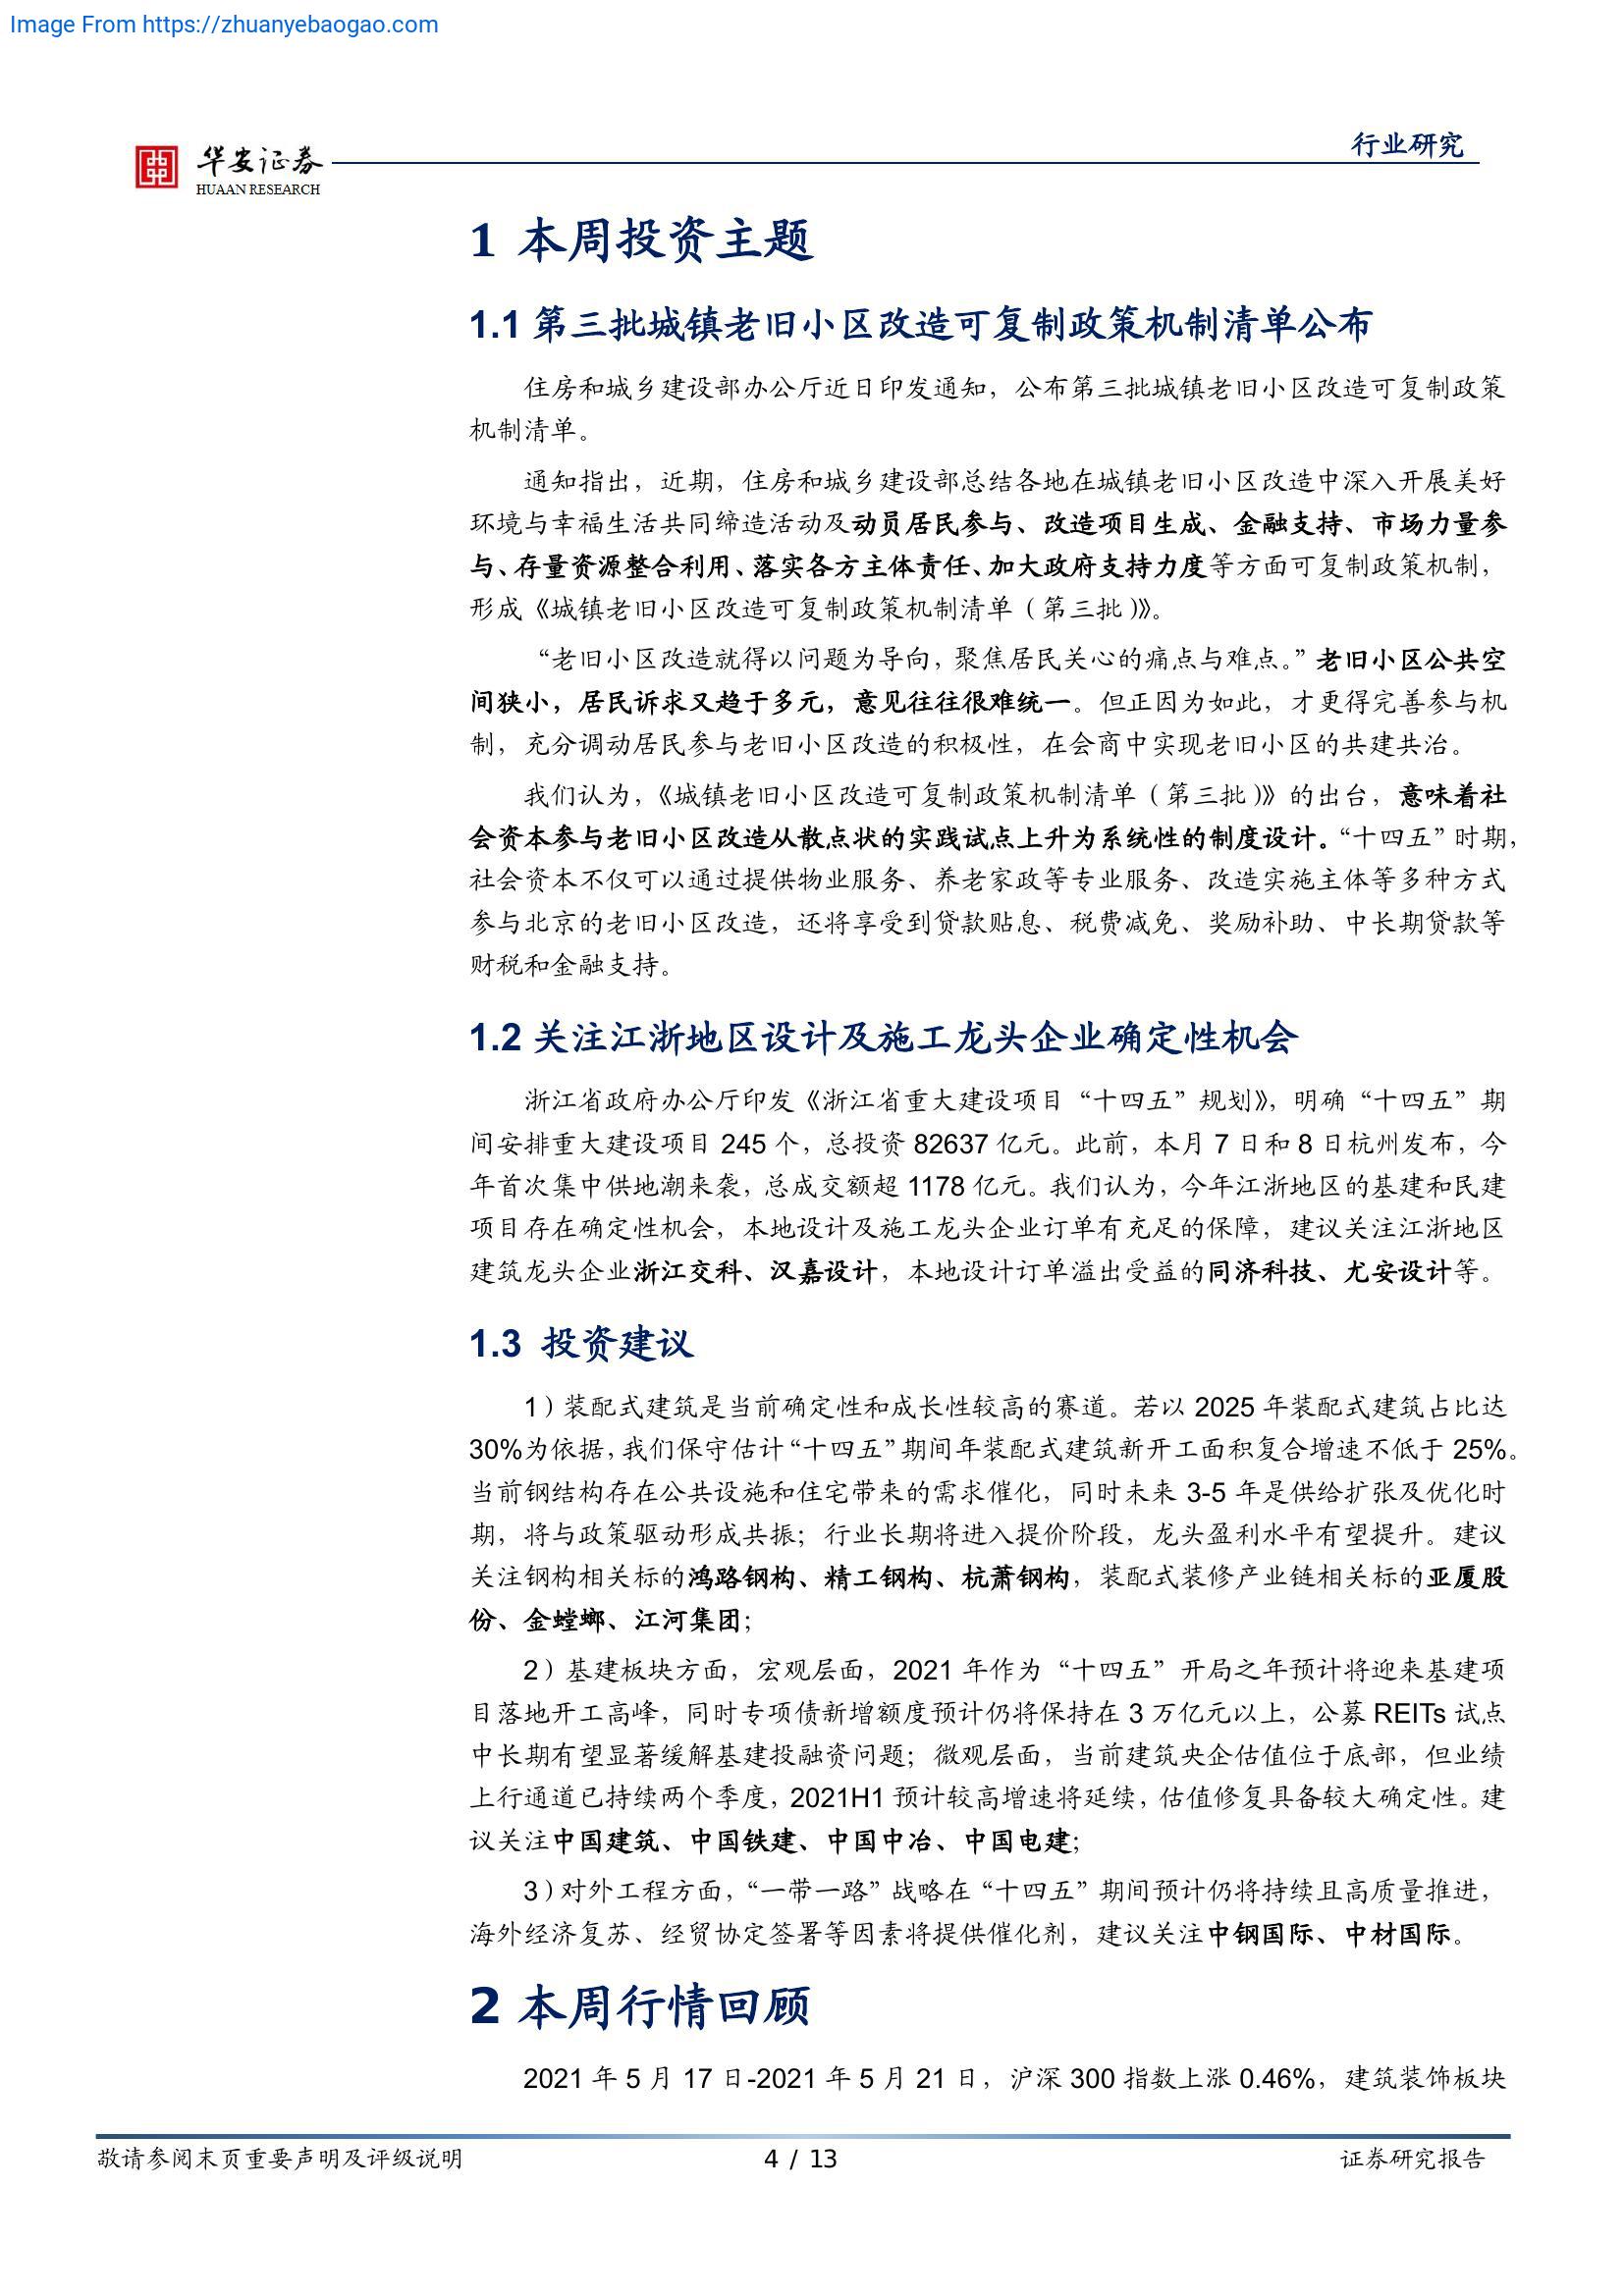 Image From https://zhuanyebaogao.com
行业研究
华安证券
HUAAN RESEARCH
1 本周投资主题
1.1 第三批城镇老旧小区改造可复制政策机制清单公布
住房和城乡建设部办公厅近日印发通知，公布第三批城镇老旧小区改造可复制政策
机制清单。
通知指出，近期，住房和城乡建设部总结各地在城镇老旧小区改造中深入开展美好
环境与幸福生活共同缔造活动及动员居民参与、改造项目生成、金融支持、市场力量参
与、存量资源整合利用、落实各方主体责任、加大政府支持力度等方面可复制政策机制，
形成《城镇老旧小区改造可复制政策机制清单（第三批）》。
“老旧小区改造就得以问题为导向，聚焦居民关心的痛点与难点。”老旧小区公共空
间狭小，居民诉求又趋于多元，意见往往很难统一。但正因为如此，才更得完善参与机
制，充分调动居民参与老旧小区改造的积极性，在会商中实现老旧小区的共建共治。
我们认为，《城镇老旧小区改造可复制政策机制清单（第三批）》的出台，意味着社
会资本参与老旧小区改造从散点状的实践试点上升为系统性的制度设计。“十四五”时期，
社会资本不仅可以通过提供物业服务、养老家政等专业服务、改造实施主体等多种方式
参与北京的老旧小区改造，还将享受到贷款贴息、税费减免、奖励补助、中长期贷款等
财税和金融支持。
1.2 关注江浙地区设计及施工龙头企业确定性机会
浙江省政府办公厅印发《浙江省重大建设项目“十四五”规划》，明确“十四五”期
间安排重大建设项目 245 个，总投资 82637 亿元。此前，本月 7 日和 8 日杭州发布，今
年首次集中供地潮来袭，总成交额超 1178 亿元。我们认为，今年江浙地区的基建和民建
项目存在确定性机会，本地设计及施工龙头企业订单有充足的保障，建议关注江浙地区
建筑龙头企业浙江交科、汉嘉设计，本地设计订单溢出受益的同济科技、尤安设计等。
1.3 投资建议
1）装配式建筑是当前确定性和成长性较高的赛道。若以 2025 年装配式建筑占比达
30%为依据，我们保守估计“十四五”期间年装配式建筑新开工面积复合增速不低于 25%。
当前钢结构存在公共设施和住宅带来的需求催化，同时未来 3-5 年是供给扩张及优化时
期，将与政策驱动形成共振；行业长期将进入提价阶段，龙头盈利水平有望提升。建议
关注钢构相关标的鸿路钢构、精工钢构、杭萧钢构，装配式装修产业链相关标的亚厦股
份、金螳螂、江河集团；
2）基建板块方面，宏观层面，2021 年作为“十四五”开局之年预计将迎来基建项
目落地开工高峰，同时专项债新增额度预计仍将保持在 3 万亿元以上，公募 REITs 试点
中长期有望显著缓解基建投融资问题；微观层面，当前建筑央企估值位于底部，但业绩
上行通道已持续两个季度，2021H1 预计较高增速将延续，估值修复具备较大确定性。建
议关注中国建筑、中国铁建、中国中冶、中国电建；
3）对外工程方面，“一带一路”战略在“十四五”期间预计仍将持续且高质量推进，
海外经济复苏、经贸协定签署等因素将提供催化剂，建议关注中钢国际、中材国际。
2 本周行情回顾
2021 年 5 月 17 日-2021 年 5 月 21 日，沪深 300 指数上涨 0.46%，建筑装饰板块
敬请参阅末页重要声明及评级说明
4 / 13
证券研究报告